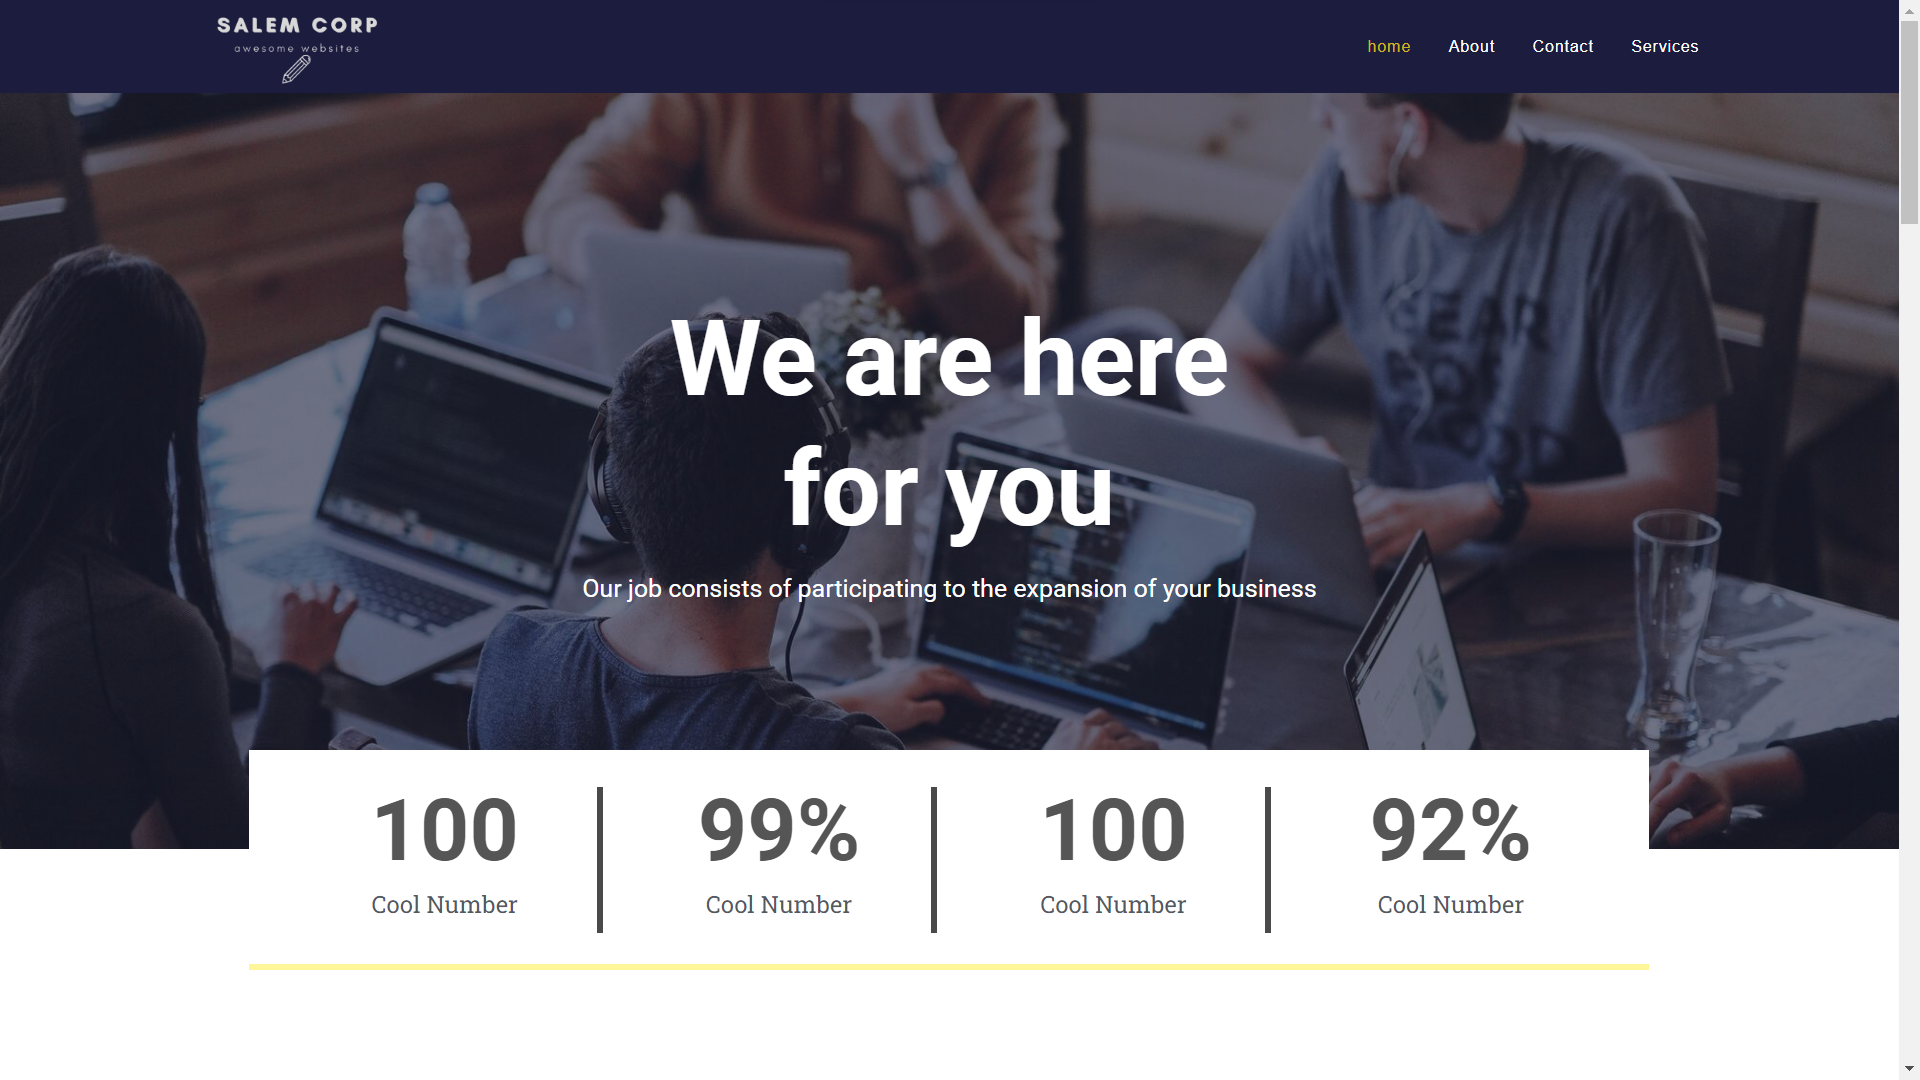 SALEM CORP
awesome websites
home About Contact Services
We are here
for you
Our job consists of participating to the expansion of your business
100 99% 100 92%
Cool Number Cool Number Cool Number Cool Number